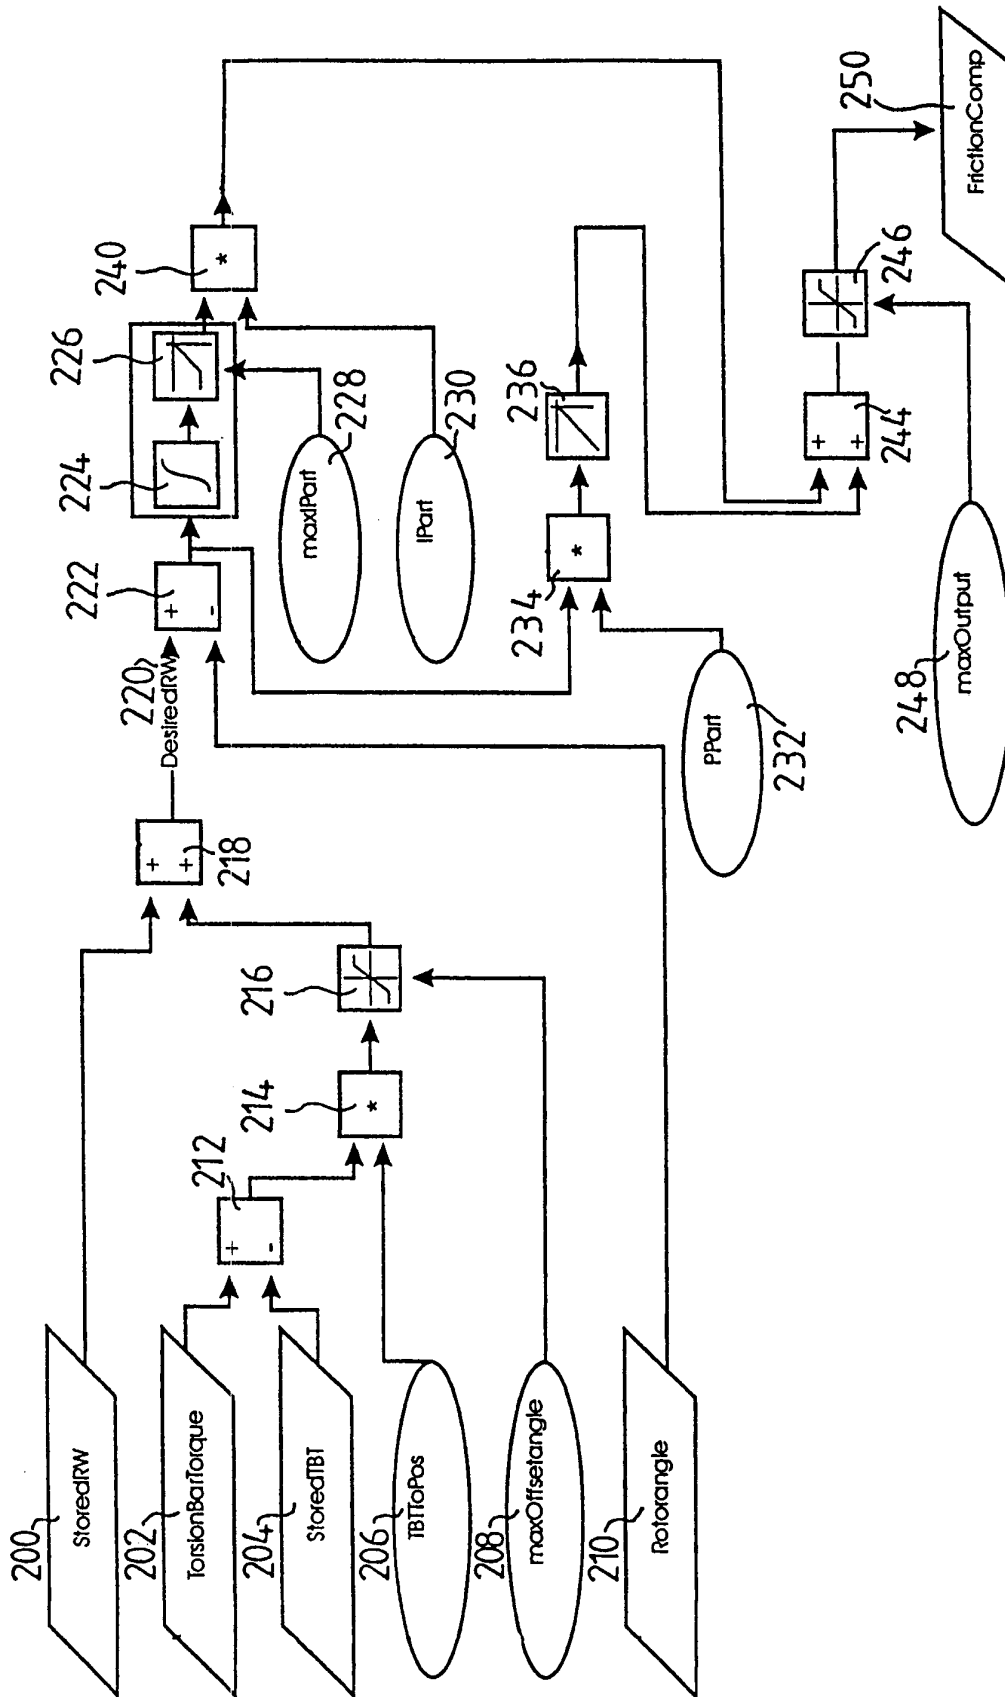 200
StoredRW
202
TorsionBarTorque
204
StoredTBT
206
TBTToPos
208
maxOffsetangle
210
Rotorangle
212
+
-
214
*
216
218
+
+
220
DesiredRW
222
+
-
224
226
maxIPart
228
IPart
230
PPart
232
234
*
236
240
*
244
+
+
246
maxOutput
248
250
FrictionComp